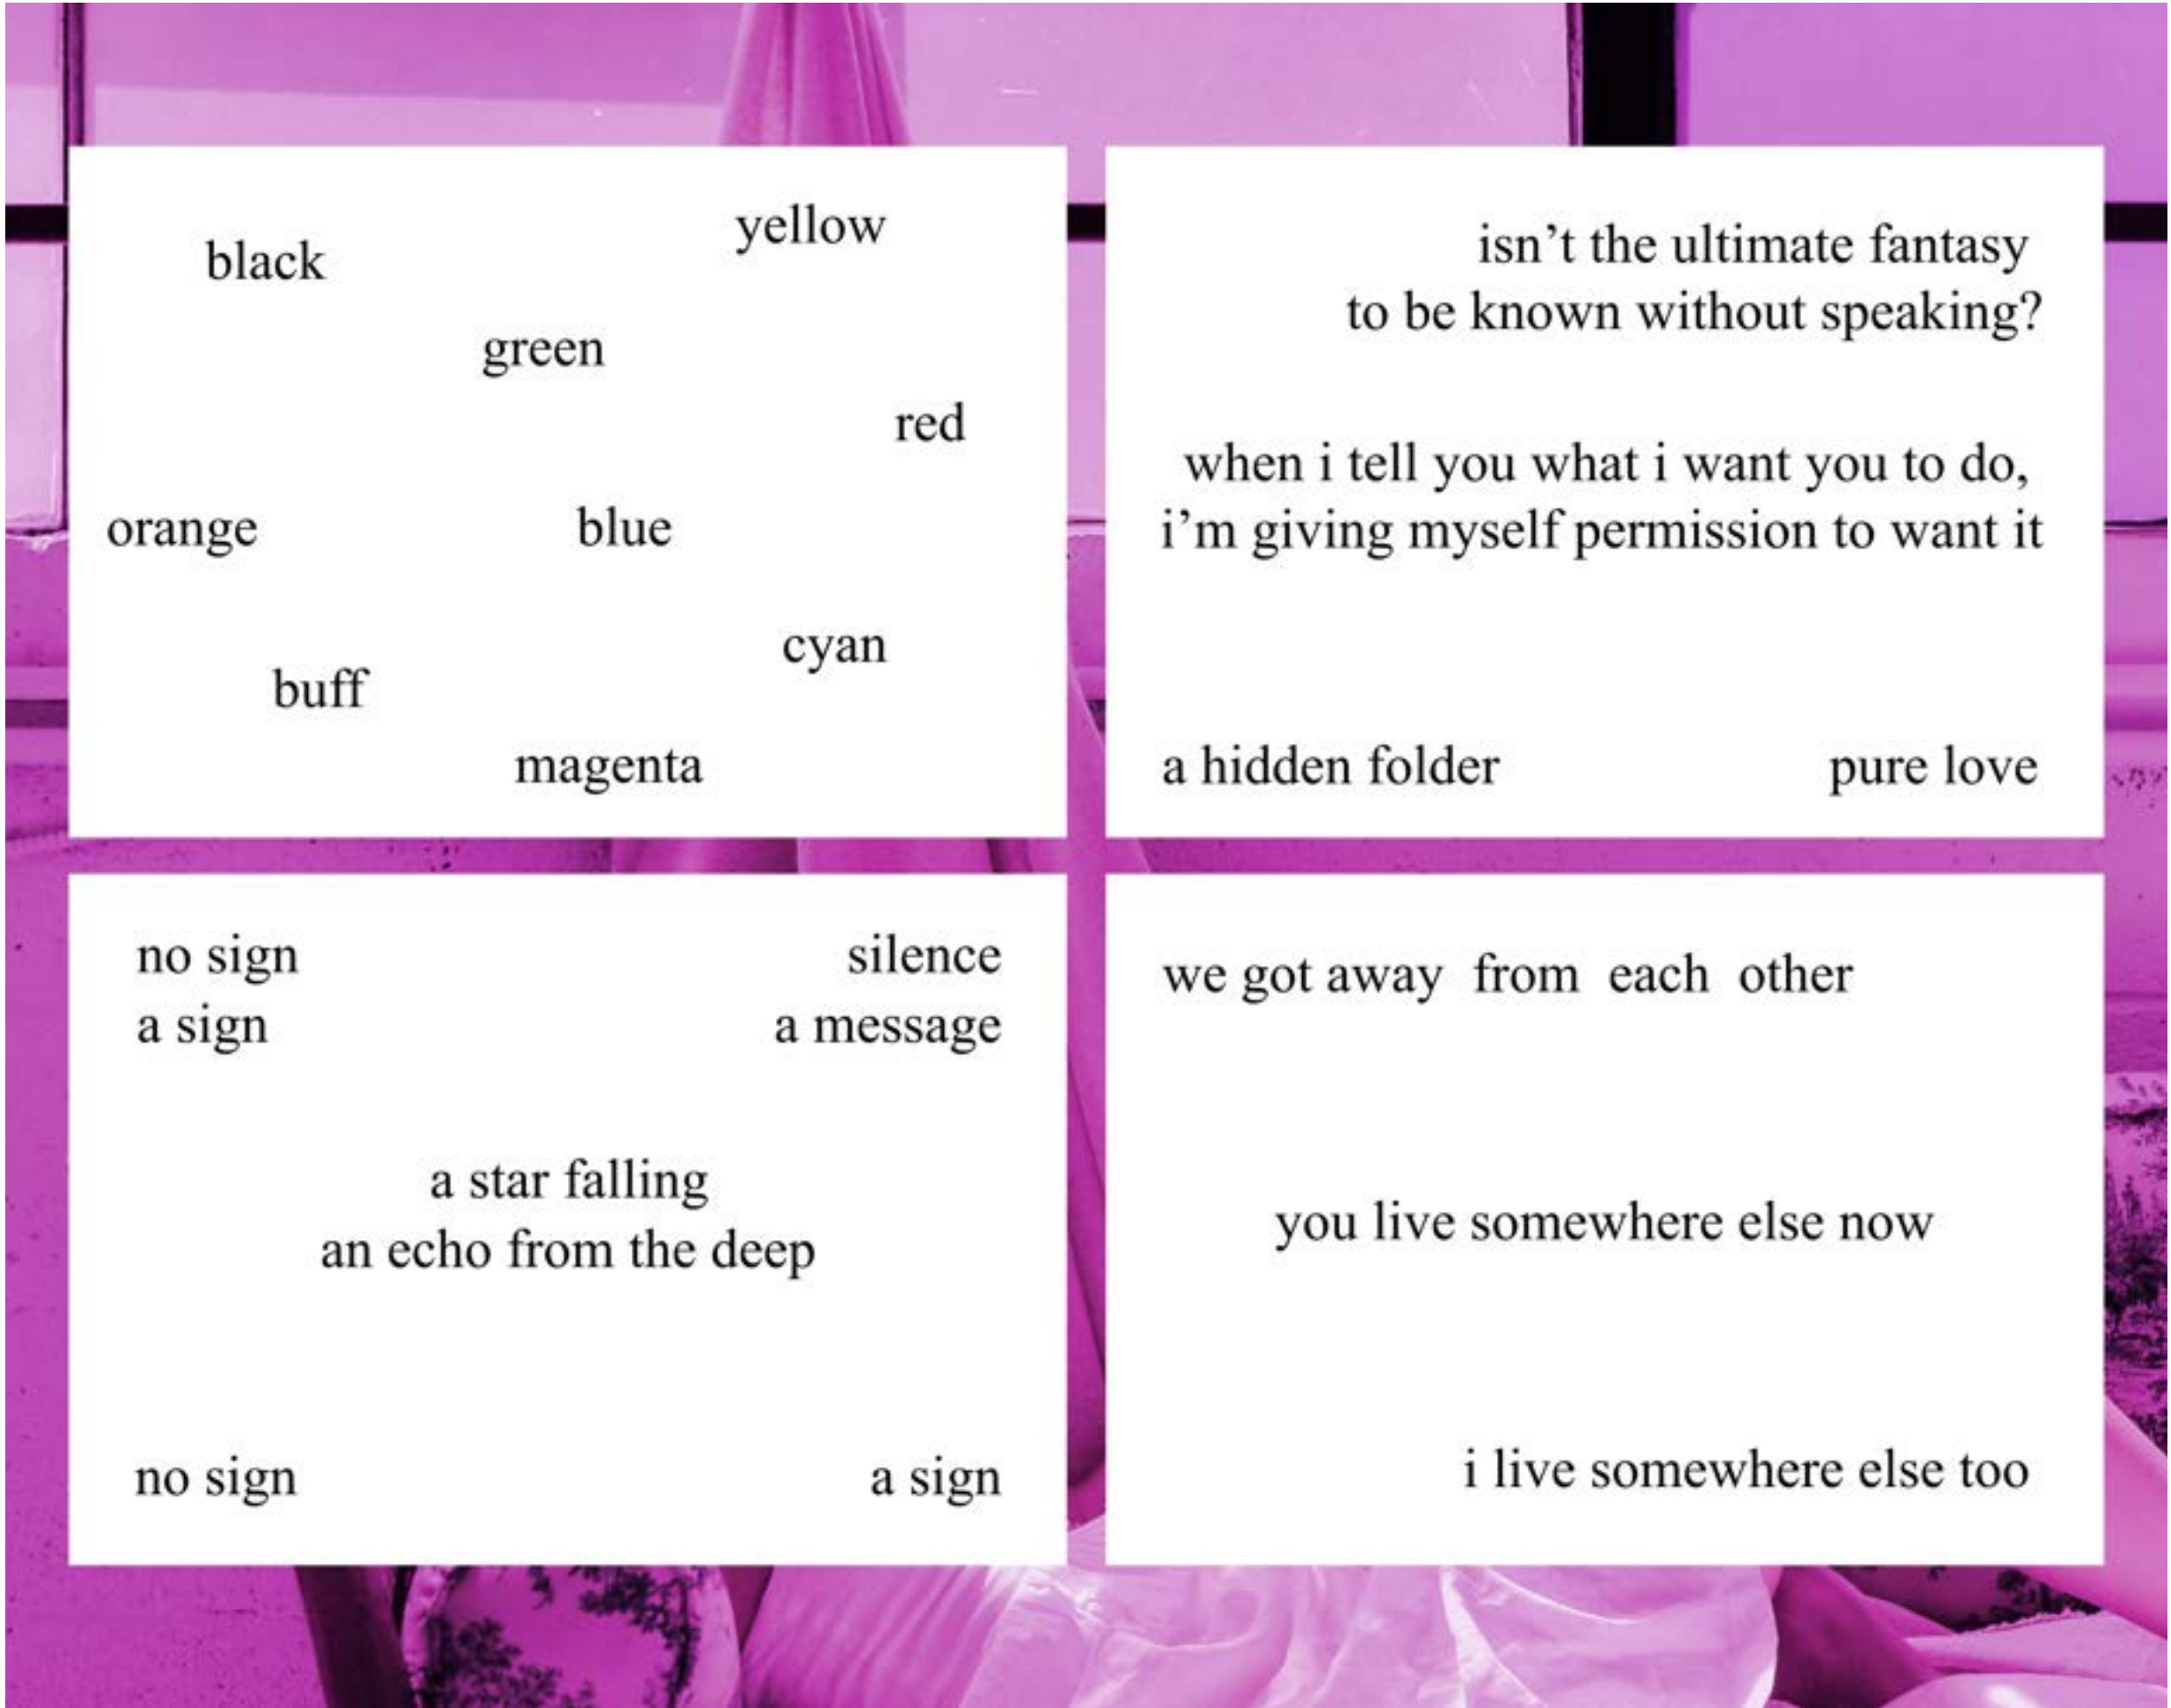 black
yellow
green
red
orange
blue
cyan
buff
magenta
isn’t the ultimate fantasy
to be known without speaking?
when i tell you what i want you to do,
i’m giving myself permission to want it
a hidden folder
pure love
no sign
a sign
silence
a message
a star falling
an echo from the deep
no sign
a sign
we got away from each other
you live somewhere else now
i live somewhere else too